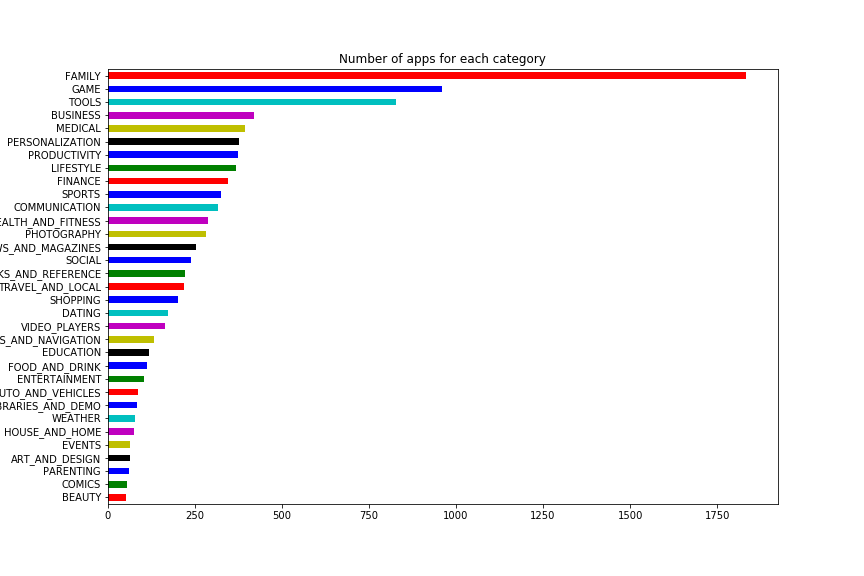 Number of apps for each category
FAMILY
GAME
TOOLS
BUSINESS
MEDICAL
PERSONALIZATION
PRODUCTIVITY
LIFESTYLE
FINANCE
SPORTS
COMMUNICATION
EALTH_AND_FITNESS
PHOTOGRAPHY
WS_AND_MAGAZINES
SOCIAL
KS_AND_REFERENCE
TRAVEL_AND_LOCAL
SHOPPING
DATING
VIDEO_PLAYERS
S_AND_NAVIGATION
EDUCATION
FOOD_AND_DRINK
ENTERTAINMENT
UTO_AND_VEHICLES
BRARIES_AND_DEMO
WEATHER
HOUSE_AND_HOME
EVENTS
ART_AND_DESIGN
PARENTING
COMICS
BEAUTY
0 250 500 750 1000 1250 1500 1750